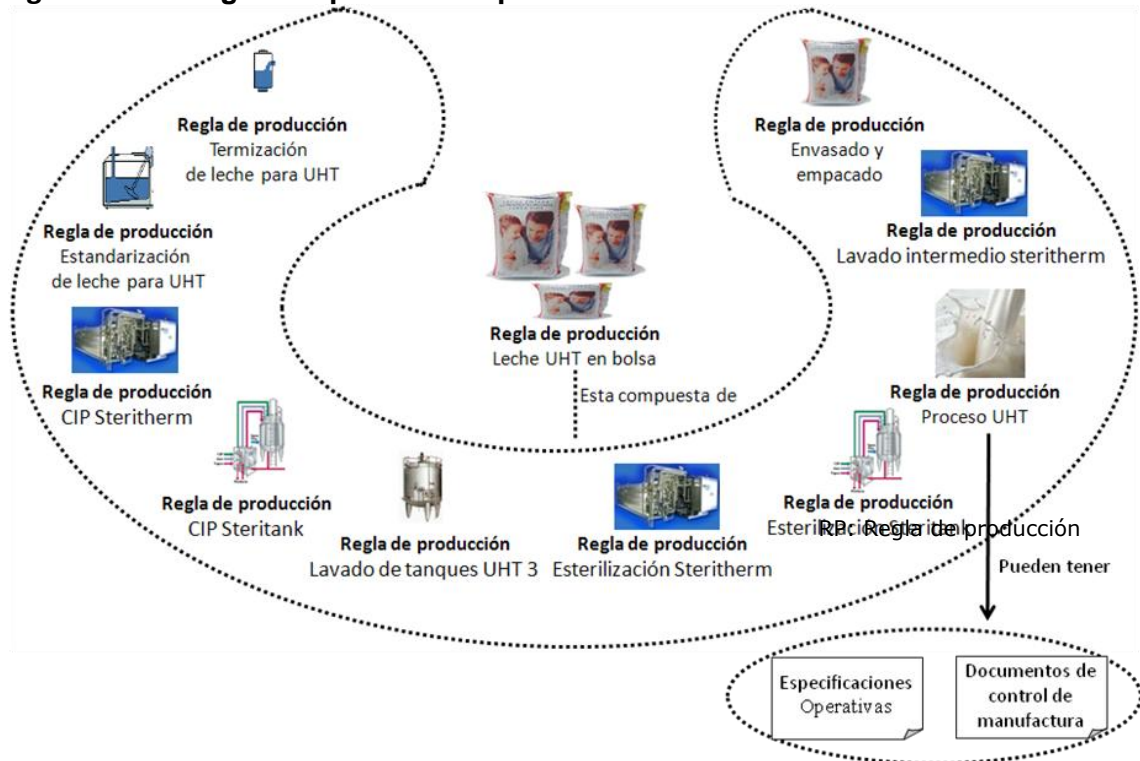 Regla de producción
Termización
de leche para UHT
Regla de producción
Estandarización
de leche para UHT
Regla de producción
CIP Steritherm
Regla de producción
CIP Steritank
Regla de producción
Lavado de tanques UHT 3
Regla de producción
Esterilización Steritherm
Regla de producción
Esterilización Steritank
RP: Regla de producción
Regla de producción
Proceso UHT
Regla de producción
Lavado intermedio steritherm
Regla de producción
Envasado y
empacado
Regla de producción
Leche UHT en bolsa
Esta compuesta de
Pueden tener
Especificaciones
Operativas
Documentos de
control de
manufactura